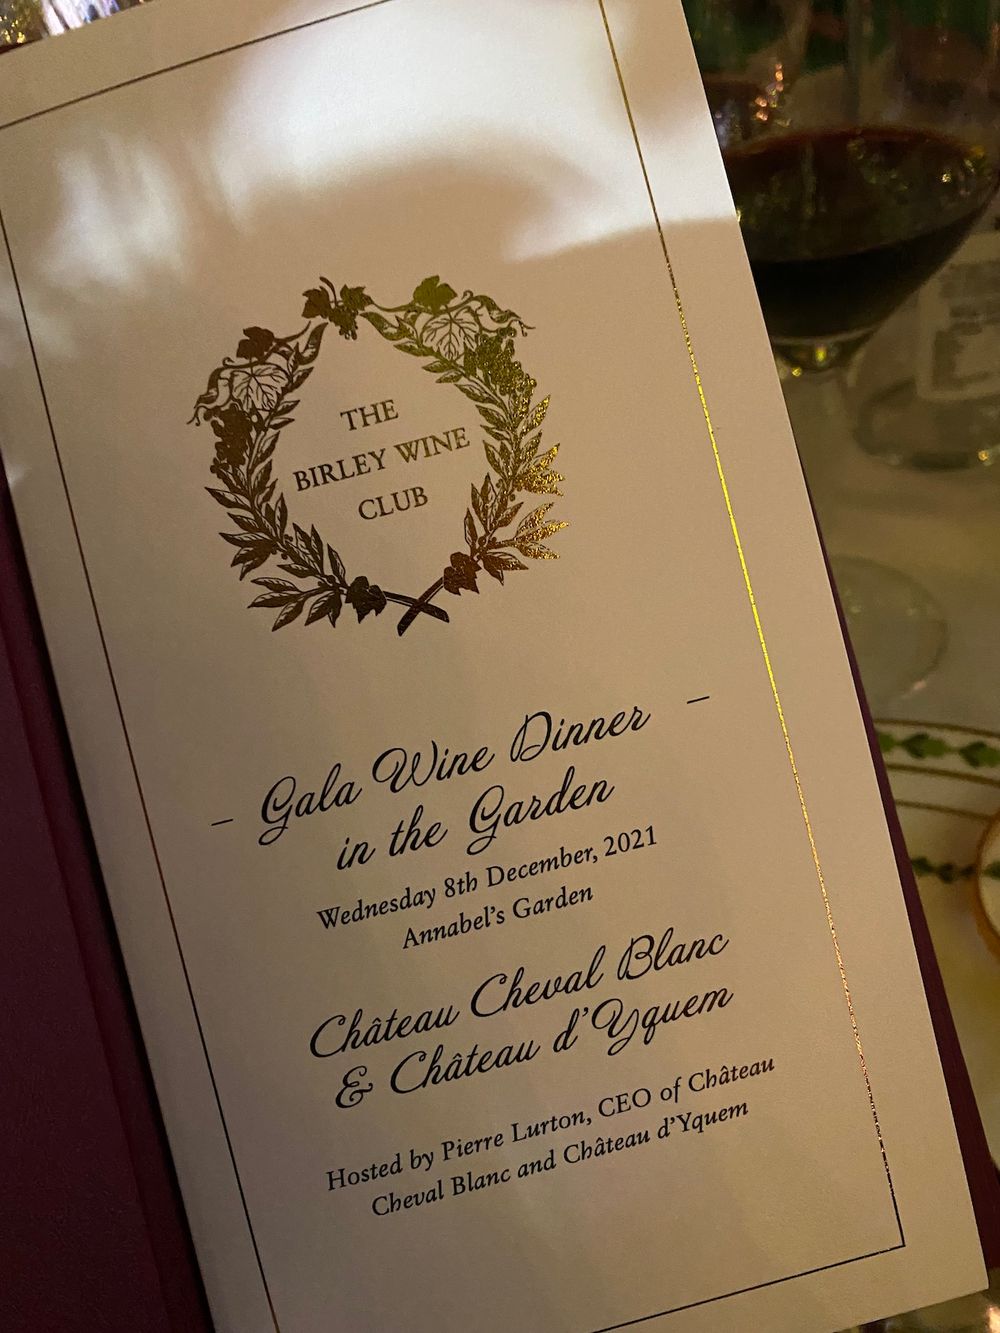 THE
BIRLEY WINE
CLUB
– Gala Wine Dinner –
in the Garden
Wednesday 8th December, 2021
Annabel's Garden
Château Cheval Blanc
& Château d'Yquem
Hosted by Pierre Lurton, CEO of Château
Cheval Blanc and Château d'Yquem